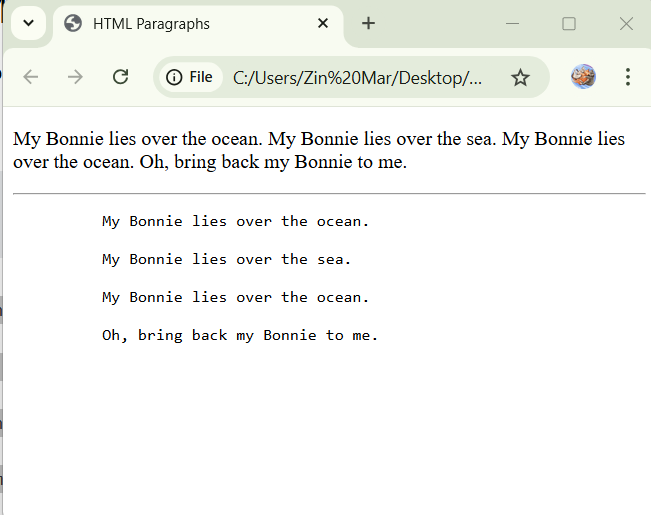 HTML Paragraphs
File
C:/Users/Zin%20Mar/Desktop/...
My Bonnie lies over the ocean. My Bonnie lies over the sea. My Bonnie lies
over the ocean. Oh, bring back my Bonnie to me.
My Bonnie lies over the ocean.
My Bonnie lies over the sea.
My Bonnie lies over the ocean.
Oh, bring back my Bonnie to me.